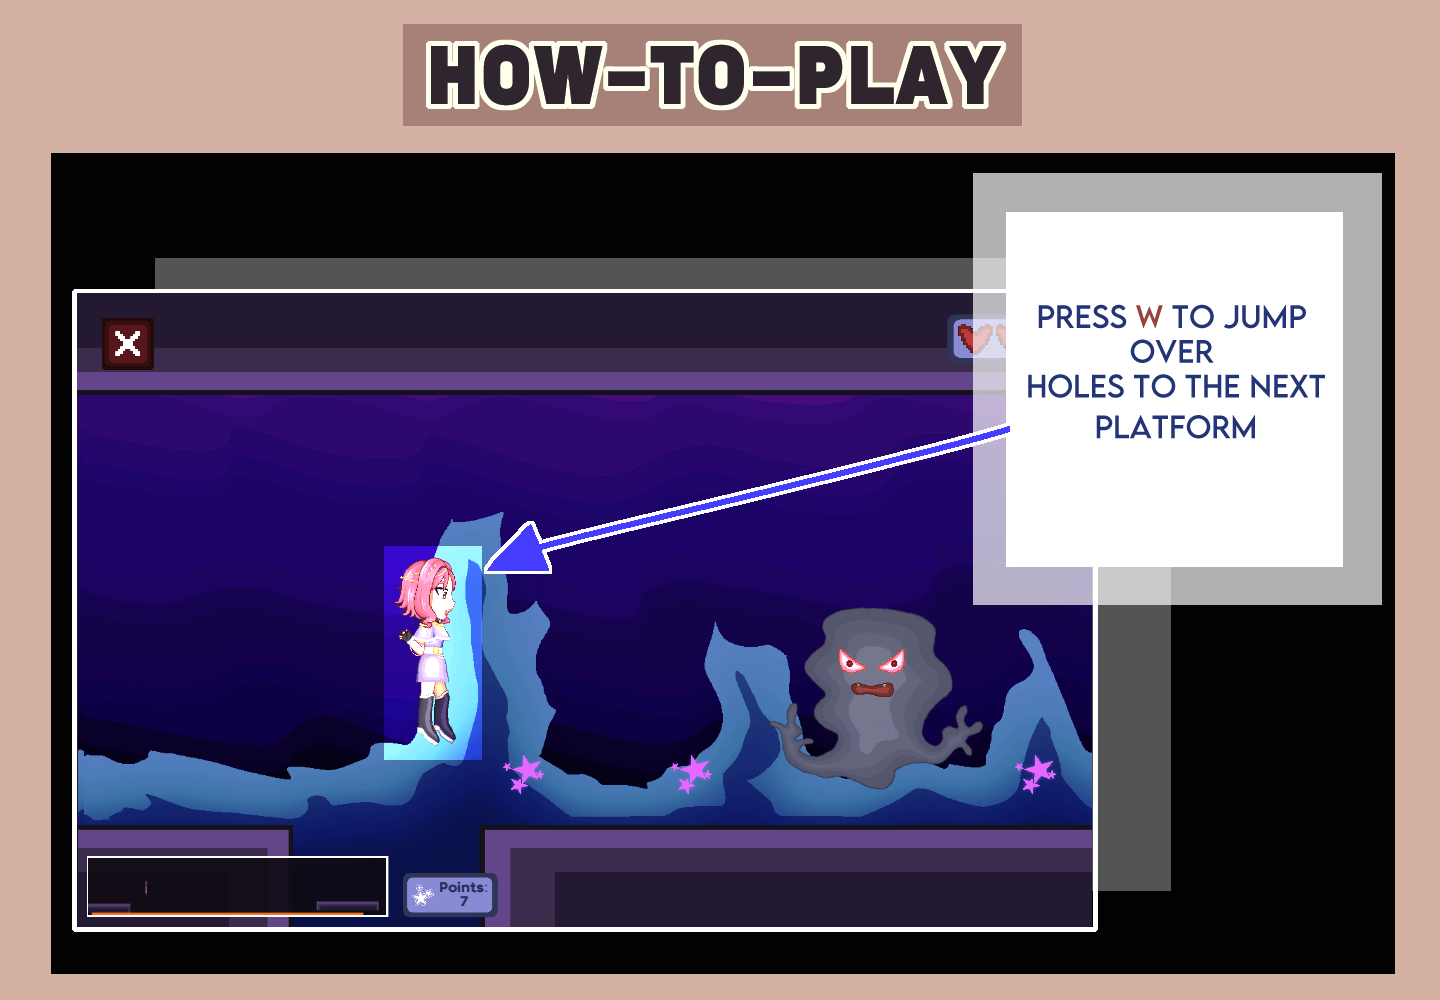 HOW-TO-PLAY
PRESS W TO JUMP
OVER
HOLES TO THE NEXT
PLATFORM
Points:
7